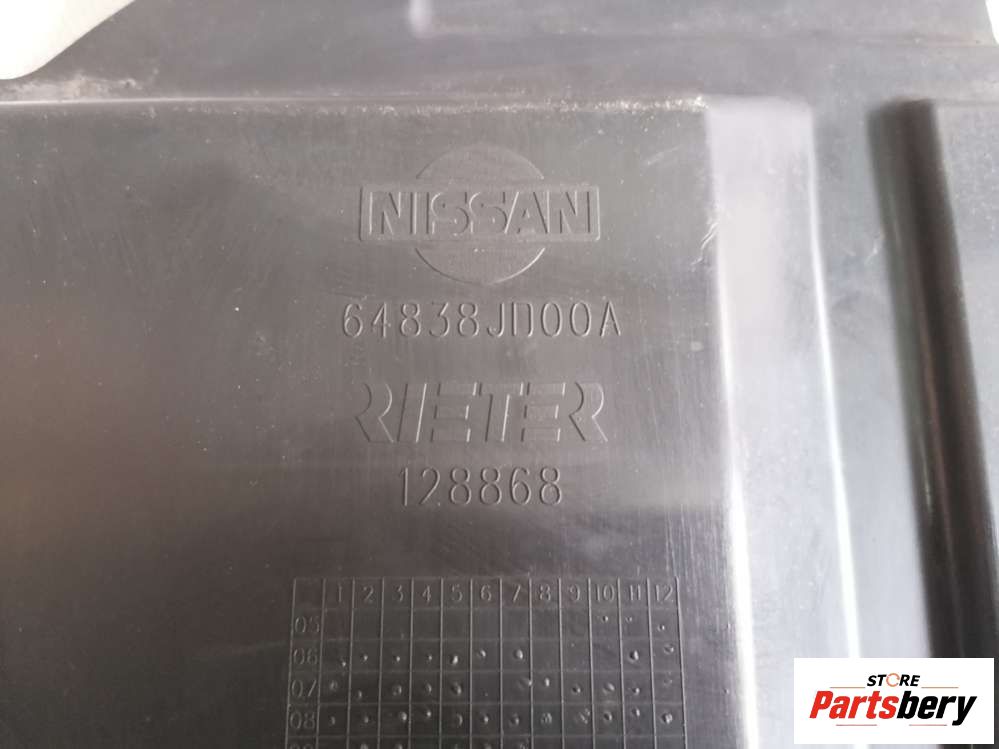 NISSAN
64838JD00A
RIETER
128868
1 2 3 4 5 6 7 8 9 10 11 12
05
06
07
08
STORE
Partsbery